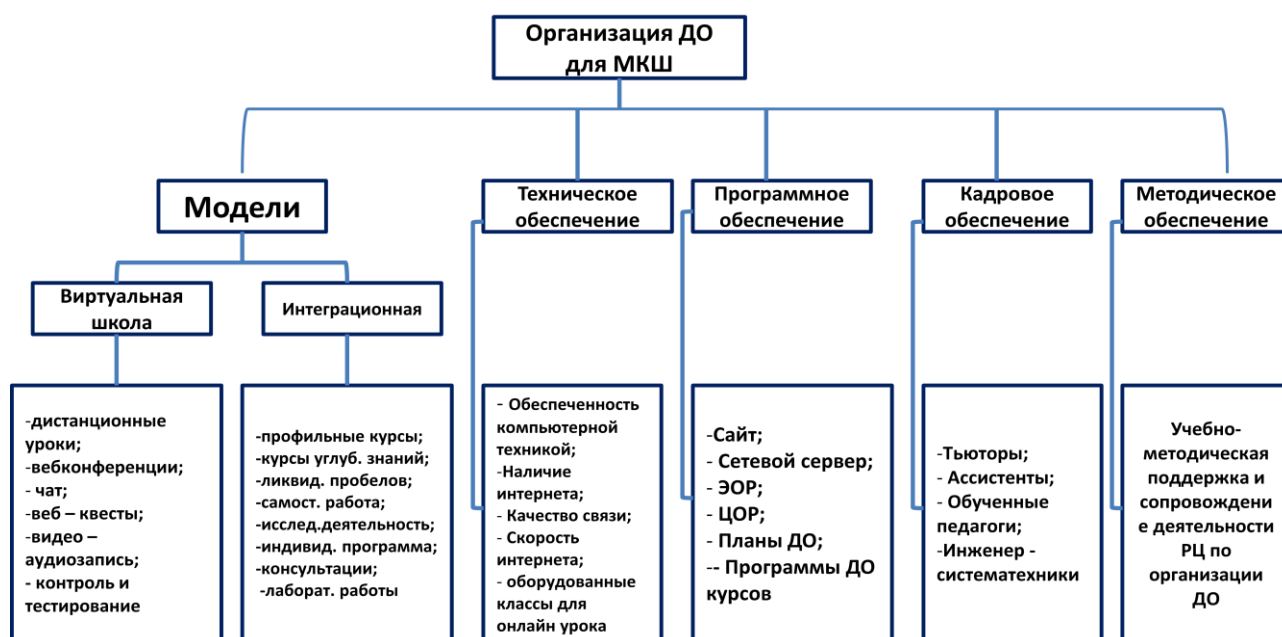 Организация ДО
для МКШ
Модели
Техническое
обеспечение
Программное
обеспечение
Кадровое
обеспечение
Методическое
обеспечение
Виртуальная
школа
Интеграционная
-дистанционные
уроки;
-вебконференции;
- чат;
-веб – квесты;
-видео –
аудиозапись;
- контроль и
тестирование
-профильные курсы;
-курсы углуб. знаний;
-ликвид. пробелов;
-самост. работа;
-исслед.деятельность;
-индивид. программа;
-консультации;
-лаборат. работы
- Обеспеченность
компьютерной
техникой;
-Наличие
интернета;
- Качество связи;
- Скорость
интернета;
- оборудованные
классы для
онлайн урока
-Сайт;
- Сетевой сервер;
- ЭОР;
- ЦОР;
- Планы ДО;
-- Программы ДО
курсов
-Тьюторы;
- Ассистенты;
- Обученные
педагоги;
-Инженер -
систематехники
Учебно-
методическая
поддержка и
сопровождени
е деятельности
РЦ по
организации
ДО